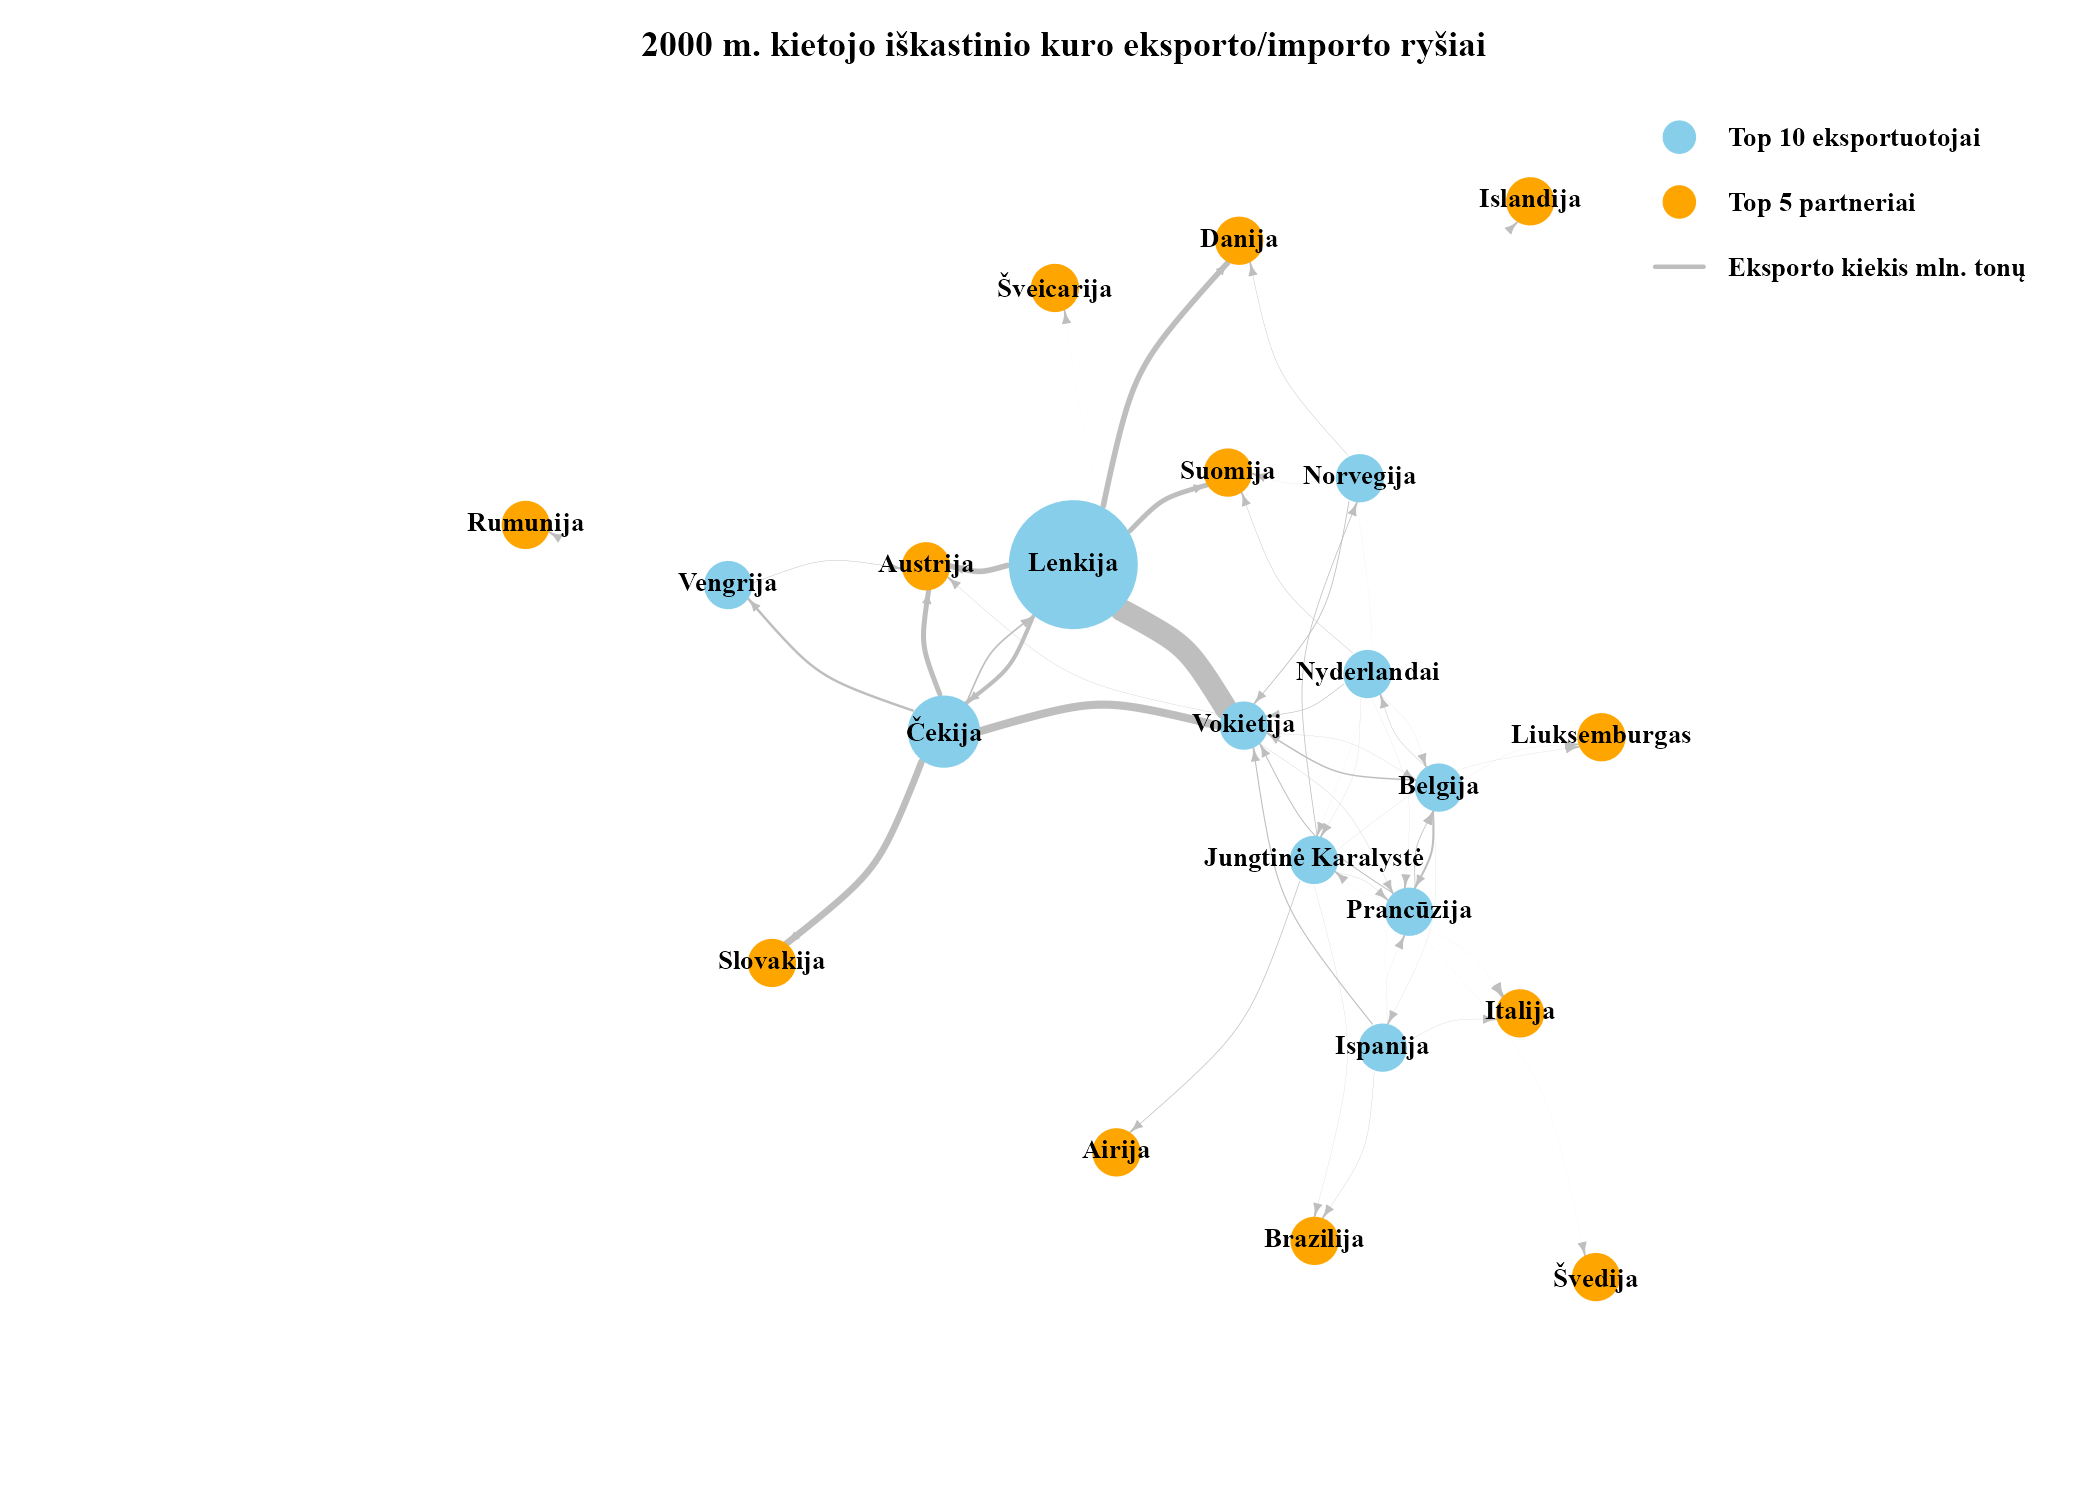 2000 m. kietojo iškastinio kuro eksporto/importo ryšiai
Top 10 eksportuotojai
Top 5 partneriai
Eksporto kiekis mln. tonų
Islandija
Danija
Šveicarija
Suomija
Norvegija
Rumunija
Lenkija
Austrija
Vengrija
Nyderlandai
Vokietija
Čekija
Liuksemburgas
Belgija
Jungtinė Karalystė
Prancūzija
Slovakija
Italija
Ispanija
Airija
Brazilija
Švedija